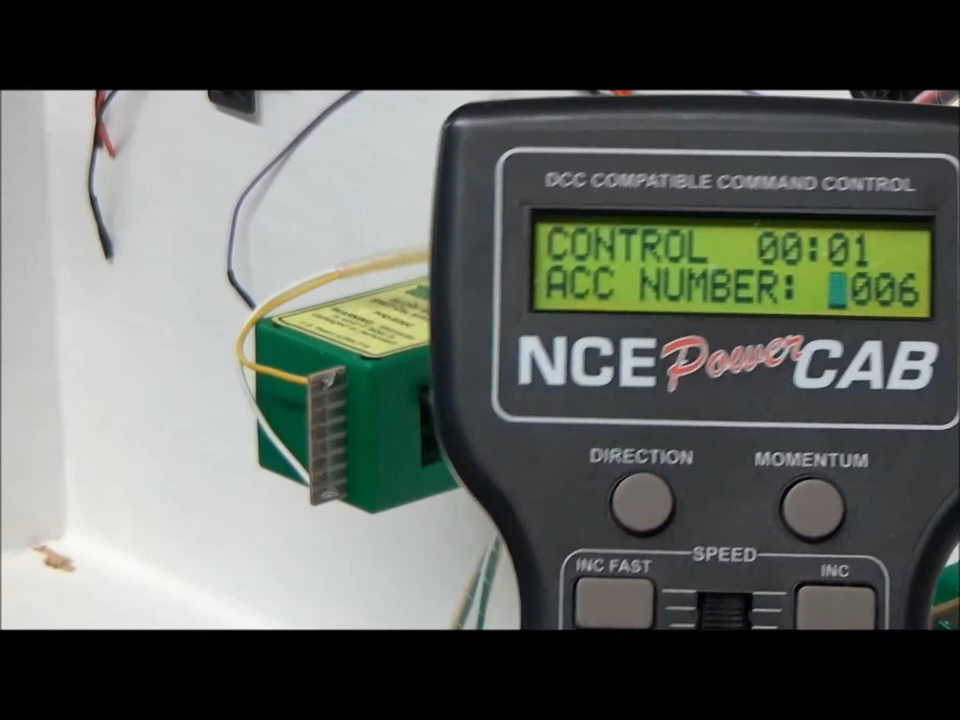 DCC COMPATIBLE COMMAND CONTROL
CONTROL 00:01
ACC NUMBER: 006
NCE Power CAB
DIRECTION
MOMENTUM
SPEED
INC FAST
INC